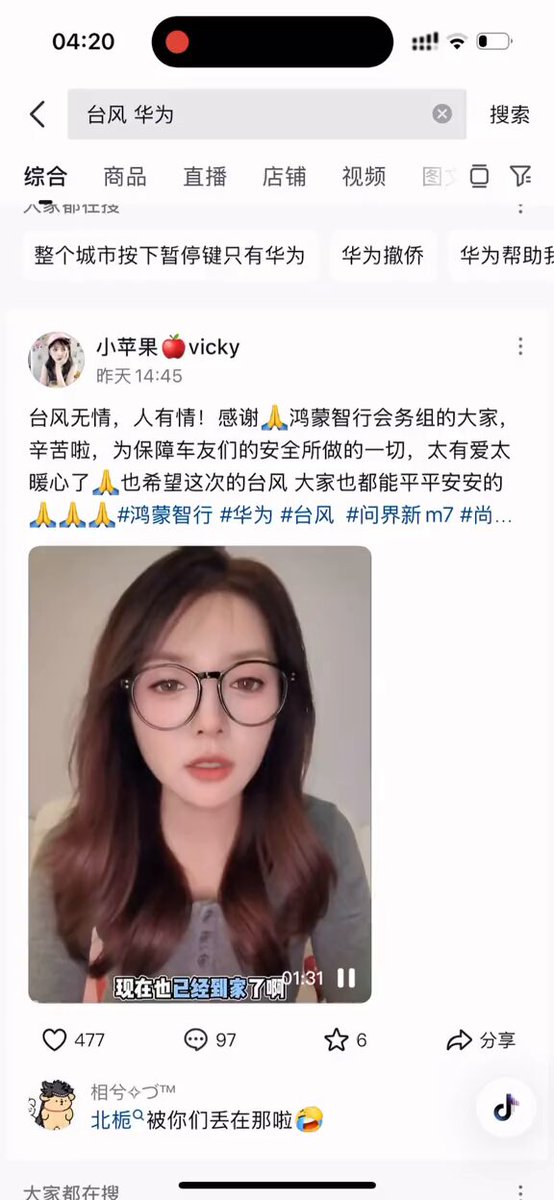 04:20
台风 华为
搜索
综合 商品 直播 店铺 视频 图文
大家都在搜
整个城市按下暂停键只有华为 华为撤侨 华为帮助我
小苹果🍎vicky
昨天 14:45
台风无情，人有情！感谢🙏鸿蒙智行会务组的大家，
辛苦啦，为保障车友们的安全所做的一切，太有爱太
暖心了🙏也希望这次的台风 大家也都能平平安安的
🙏🙏🙏#鸿蒙智行 #华为 #台风 #问界新m7 #尚...
现在也已经到家了啊
01:31
477 97 6 分享
相兮✧づ™
北栀被你们丢在那啦🤣
大家都在搜